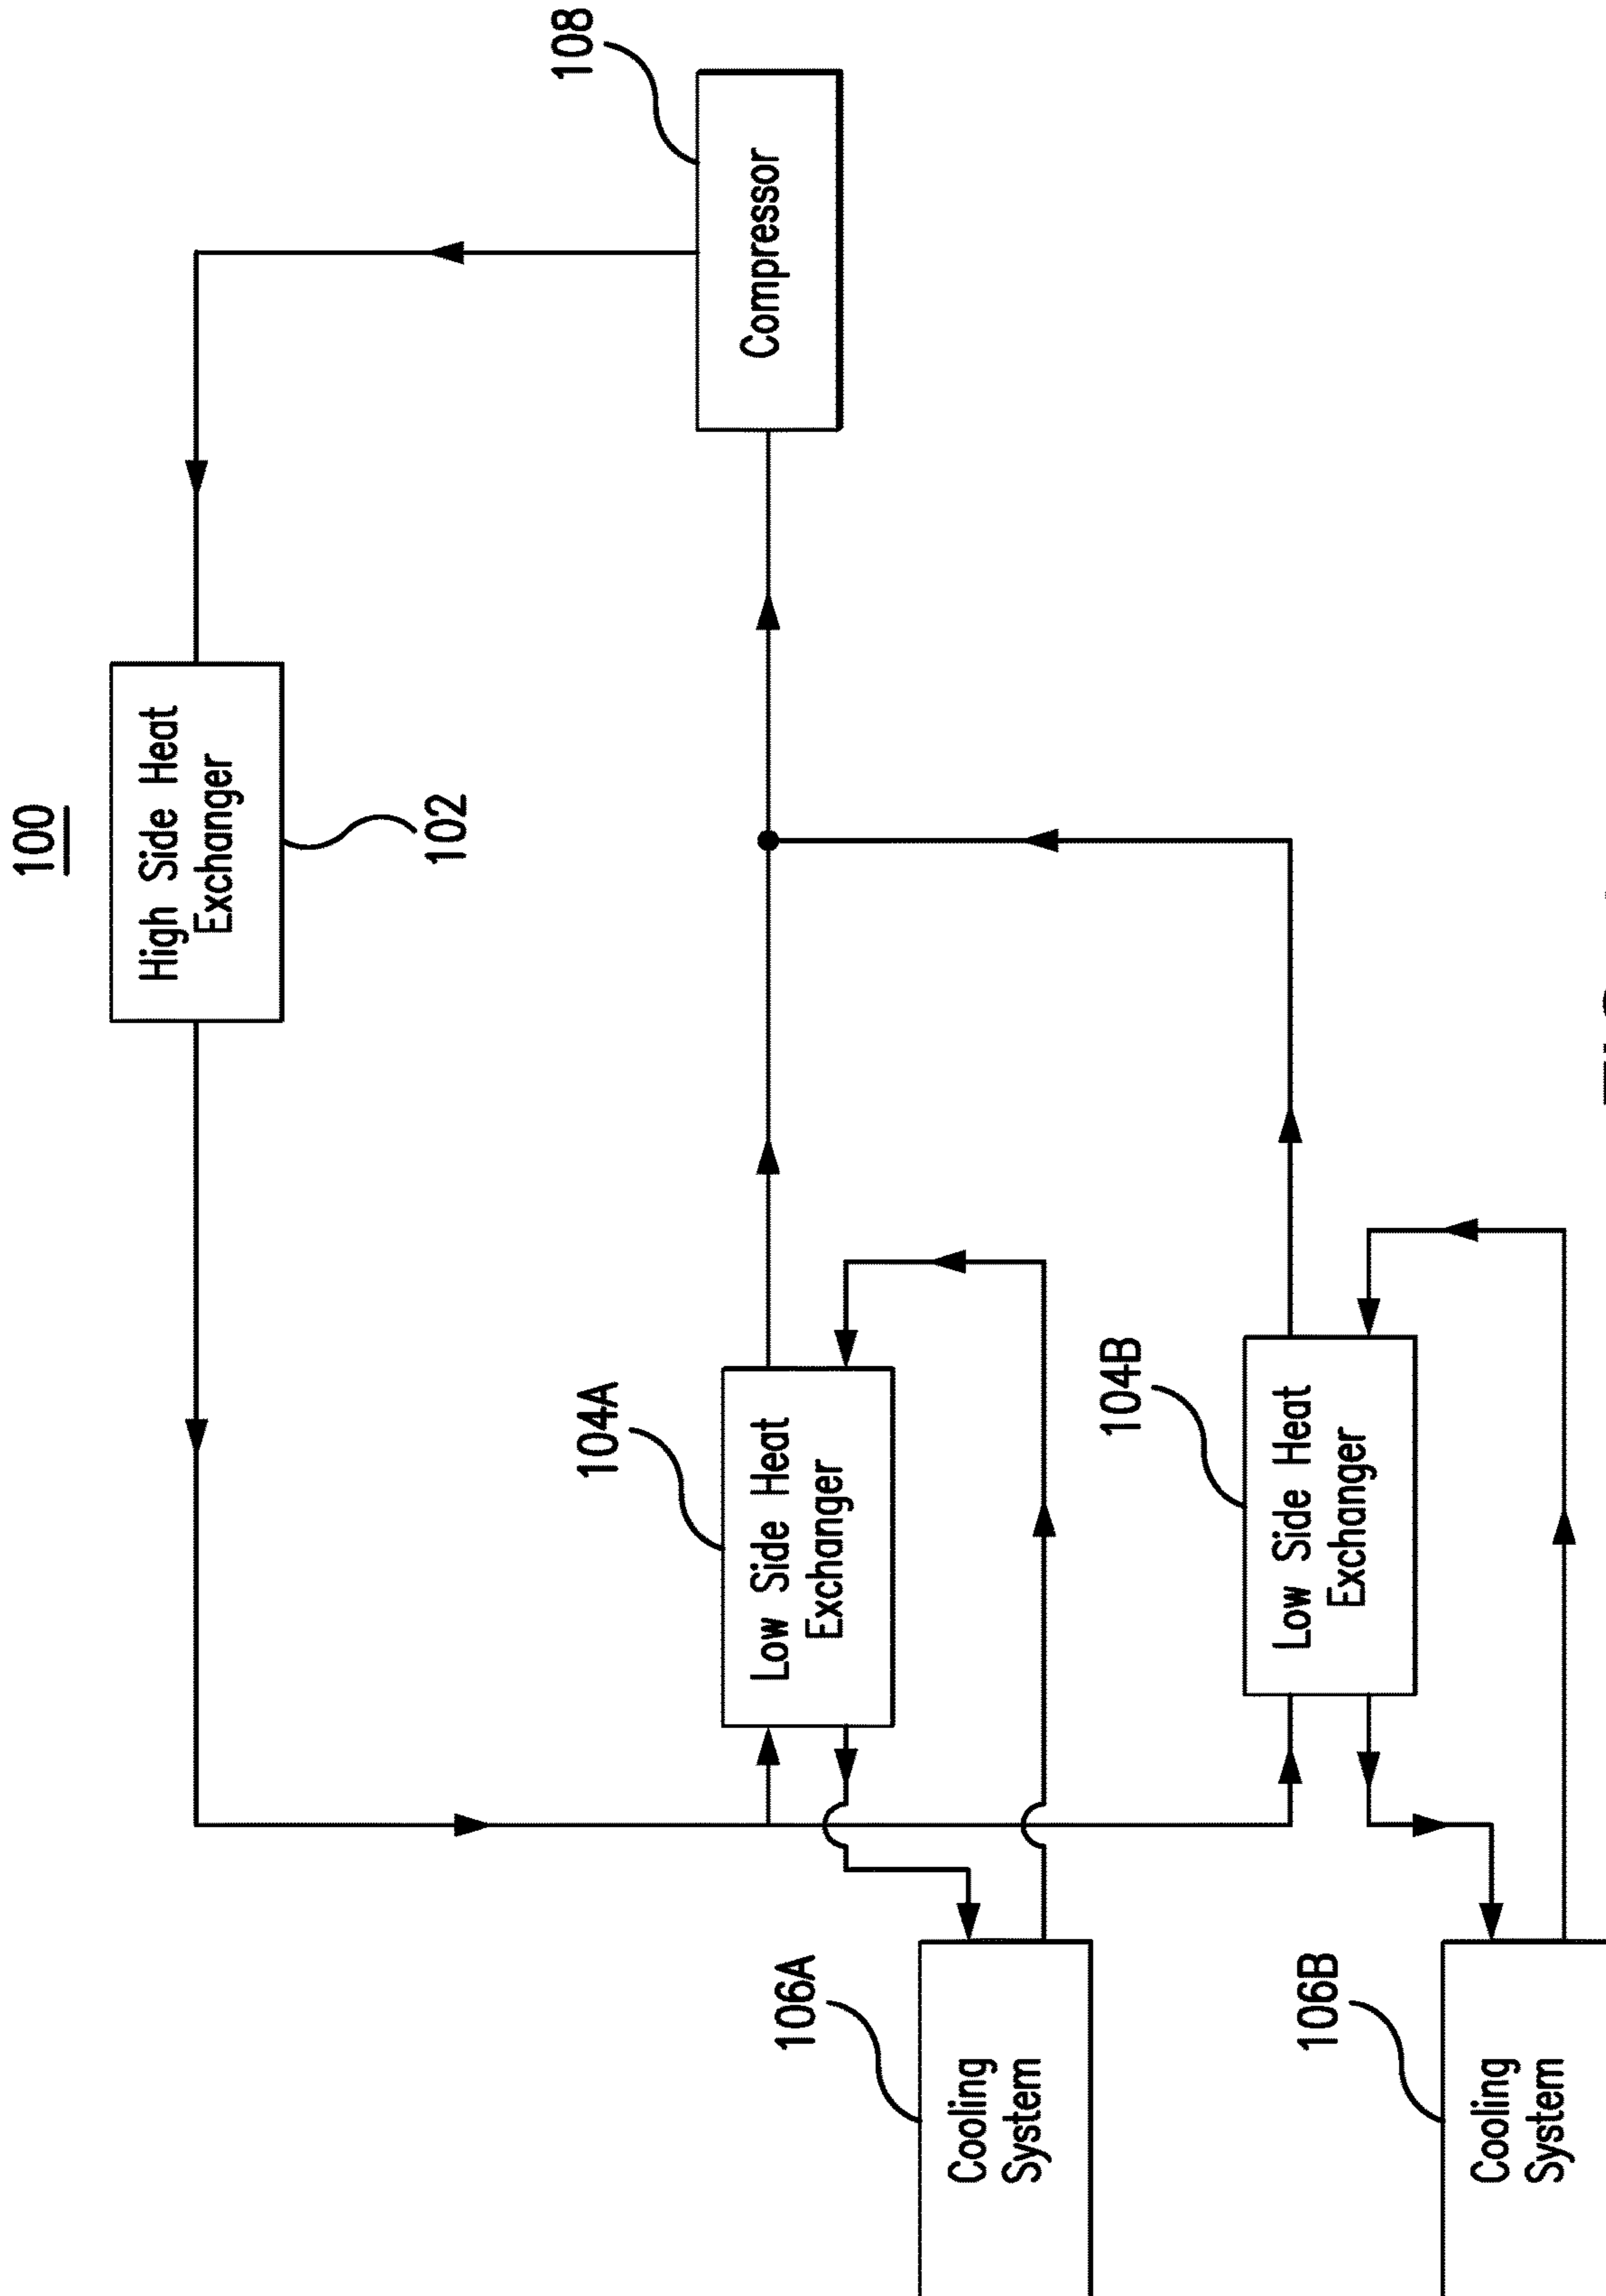 100
High Side Heat
Exchanger
102
108
Compressor
104A
Low Side Heat
Exchanger
106A
Cooling
System
104B
Low Side Heat
Exchanger
106B
Cooling
System